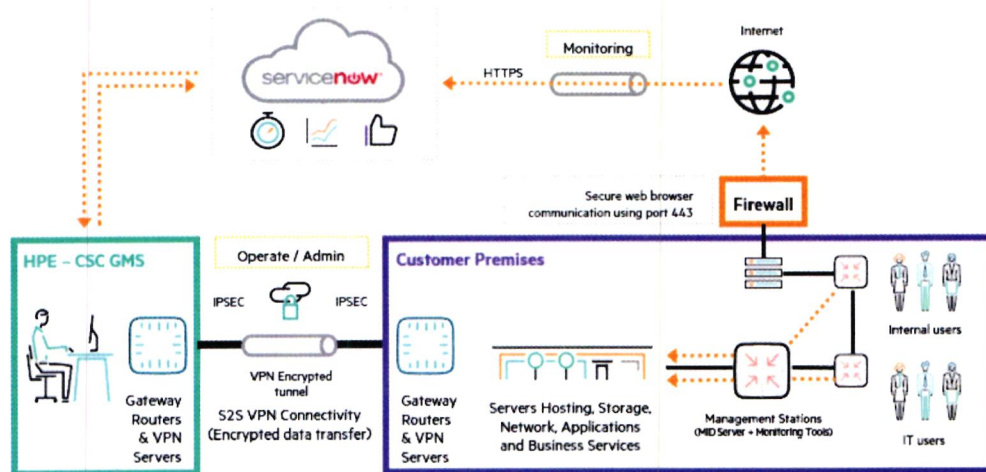 Internet
Monitoring
servicenow
HTTPS
Secure web browser
communication using port 443
Firewall
HPE – CSC GMS
Operate / Admin
Customer Premises
IPSEC
IPSEC
Internal users
VPN Encrypted
tunnel
S2S VPN Connectivity
(Encrypted data transfer)
Gateway
Routers
& VPN
Servers
Gateway
Routers
& VPN
Servers
Servers Hosting, Storage,
Network, Applications
and Business Services
Management Stations
(MID Server + Monitoring Tools)
IT users